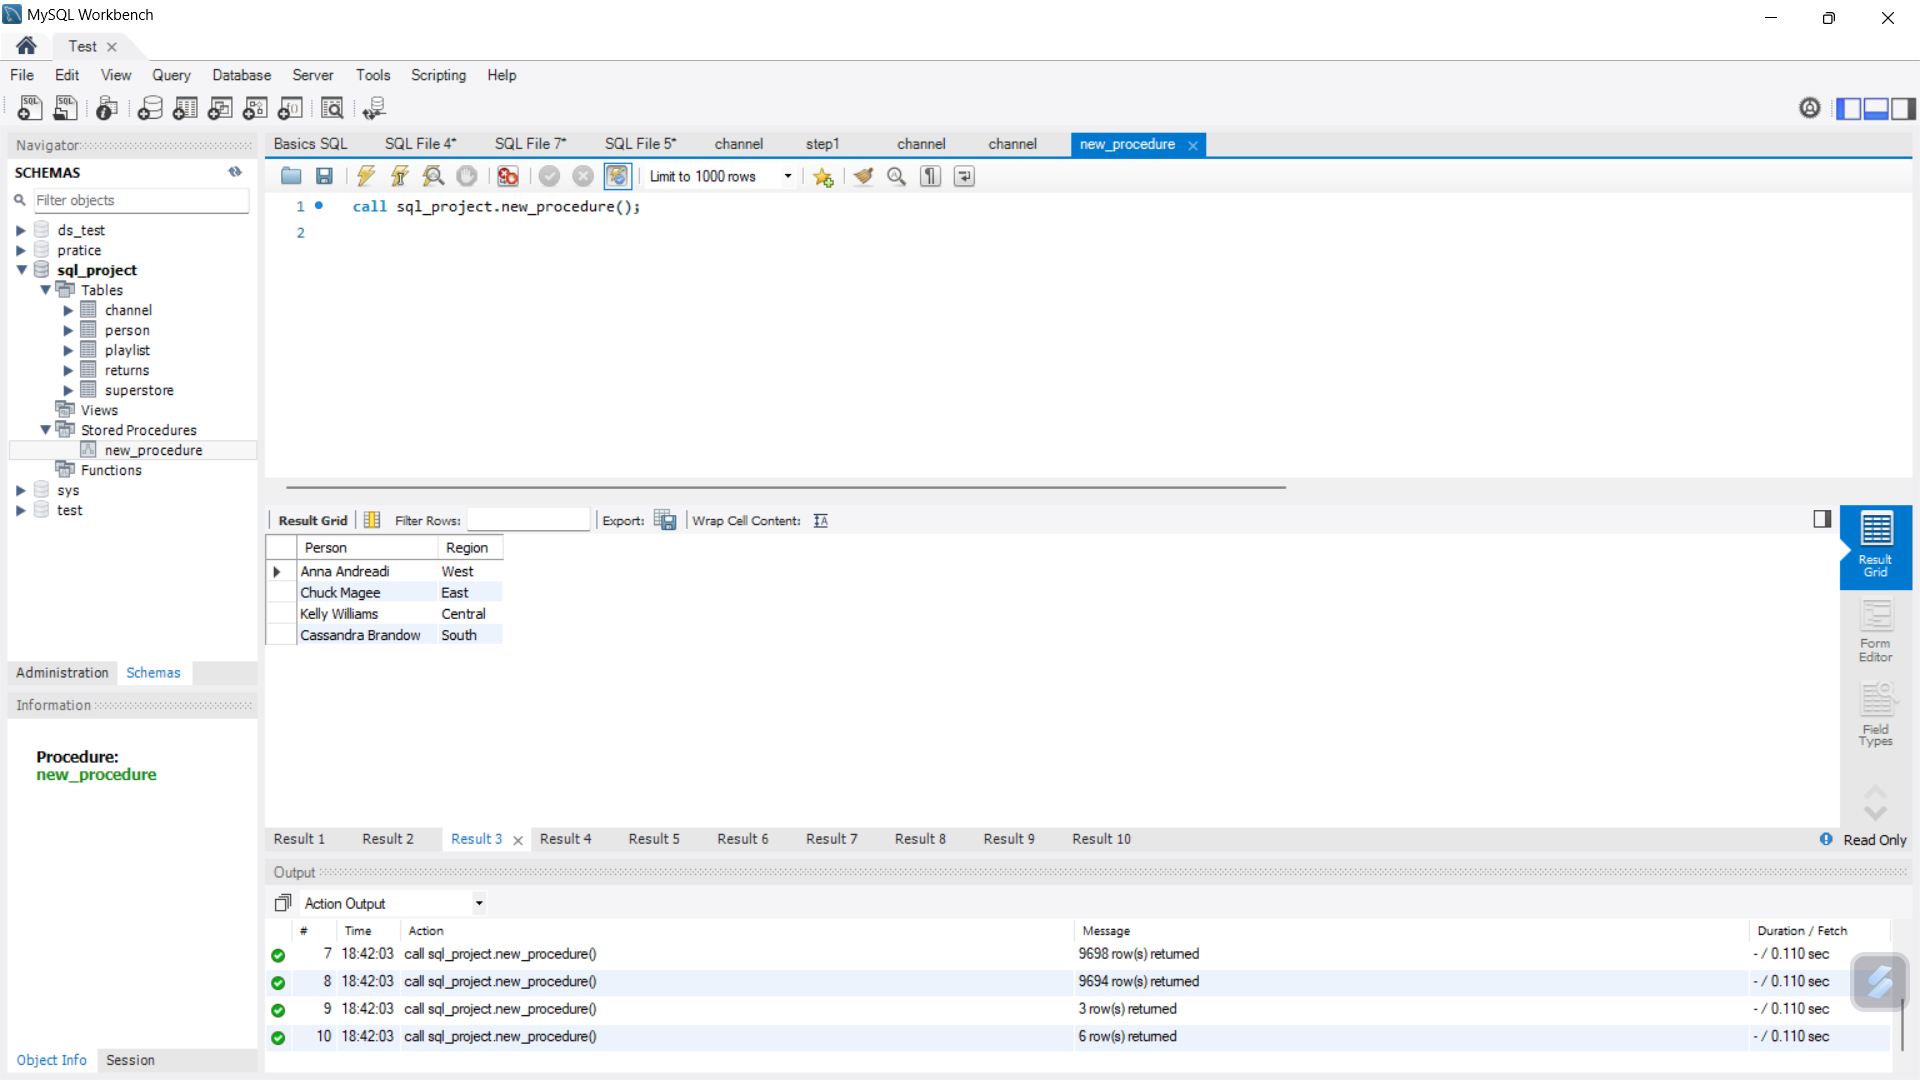 MySQL Workbench
Test
File Edit View Query Database Server Tools Scripting Help
Navigator
SCHEMAS
Filter objects
ds_test
pratice
sql_project
Tables
channel
person
playlist
returns
superstore
Views
Stored Procedures
new_procedure
Functions
sys
test
Administration Schemas
Information
Procedure:
new_procedure
Object Info Session
Basics SQL SQL File 4* SQL File 7* SQL File 5* channel step1 channel channel new_procedure
Limit to 1000 rows
1 call sql_project.new_procedure();
2
Result Grid Filter Rows: Export: Wrap Cell Content:
Person Region
Anna Andreadi West
Chuck Magee East
Kelly Williams Central
Cassandra Brandow South
Result
Grid
Form
Editor
Field
Types
Result 1 Result 2 Result 3 Result 4 Result 5 Result 6 Result 7 Result 8 Result 9 Result 10 Read Only
Output
Action Output
# Time Action Message Duration / Fetch
7 18:42:03 call sql_project.new_procedure() 9698 row(s) returned - / 0.110 sec
8 18:42:03 call sql_project.new_procedure() 9694 row(s) returned - / 0.110 sec
9 18:42:03 call sql_project.new_procedure() 3 row(s) returned - / 0.110 sec
10 18:42:03 call sql_project.new_procedure() 6 row(s) returned - / 0.110 sec